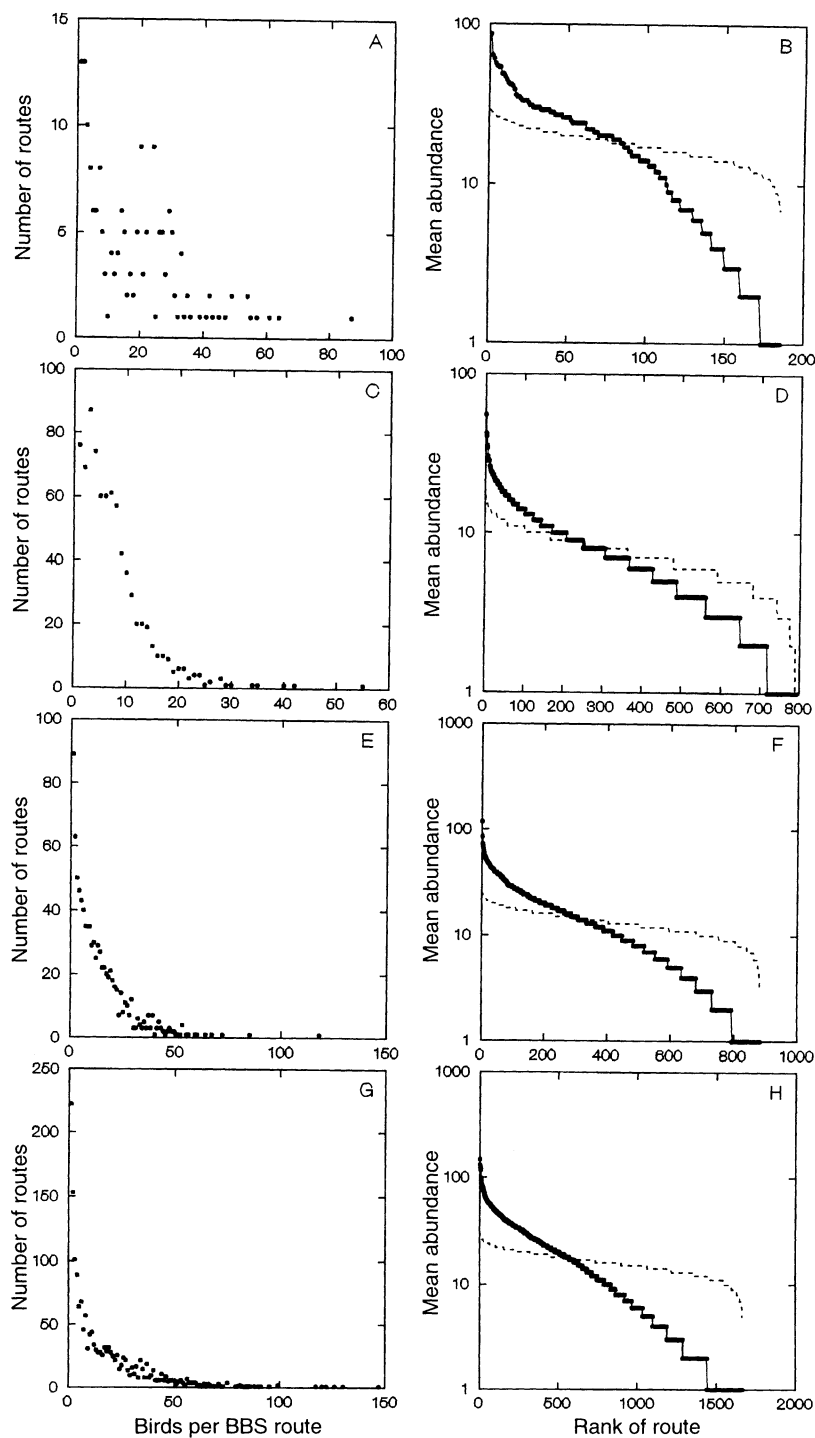 15
10
5
0
Number of routes
A
0 20 40 60 80 100
100
10
1
Mean abundance
B
0 50 100 150 200
100
80
60
40
20
0
Number of routes
C
0 10 20 30 40 50 60
100
10
1
Mean abundance
D
0 100 200 300 400 500 600 700 800
100
80
60
40
20
0
Number of routes
E
0 50 100 150
1000
100
10
1
Mean abundance
F
0 200 400 600 800 1000
250
200
150
100
50
0
Number of routes
G
0 50 100 150
Birds per BBS route
1000
100
10
1
Mean abundance
H
0 500 1000 1500 2000
Rank of route